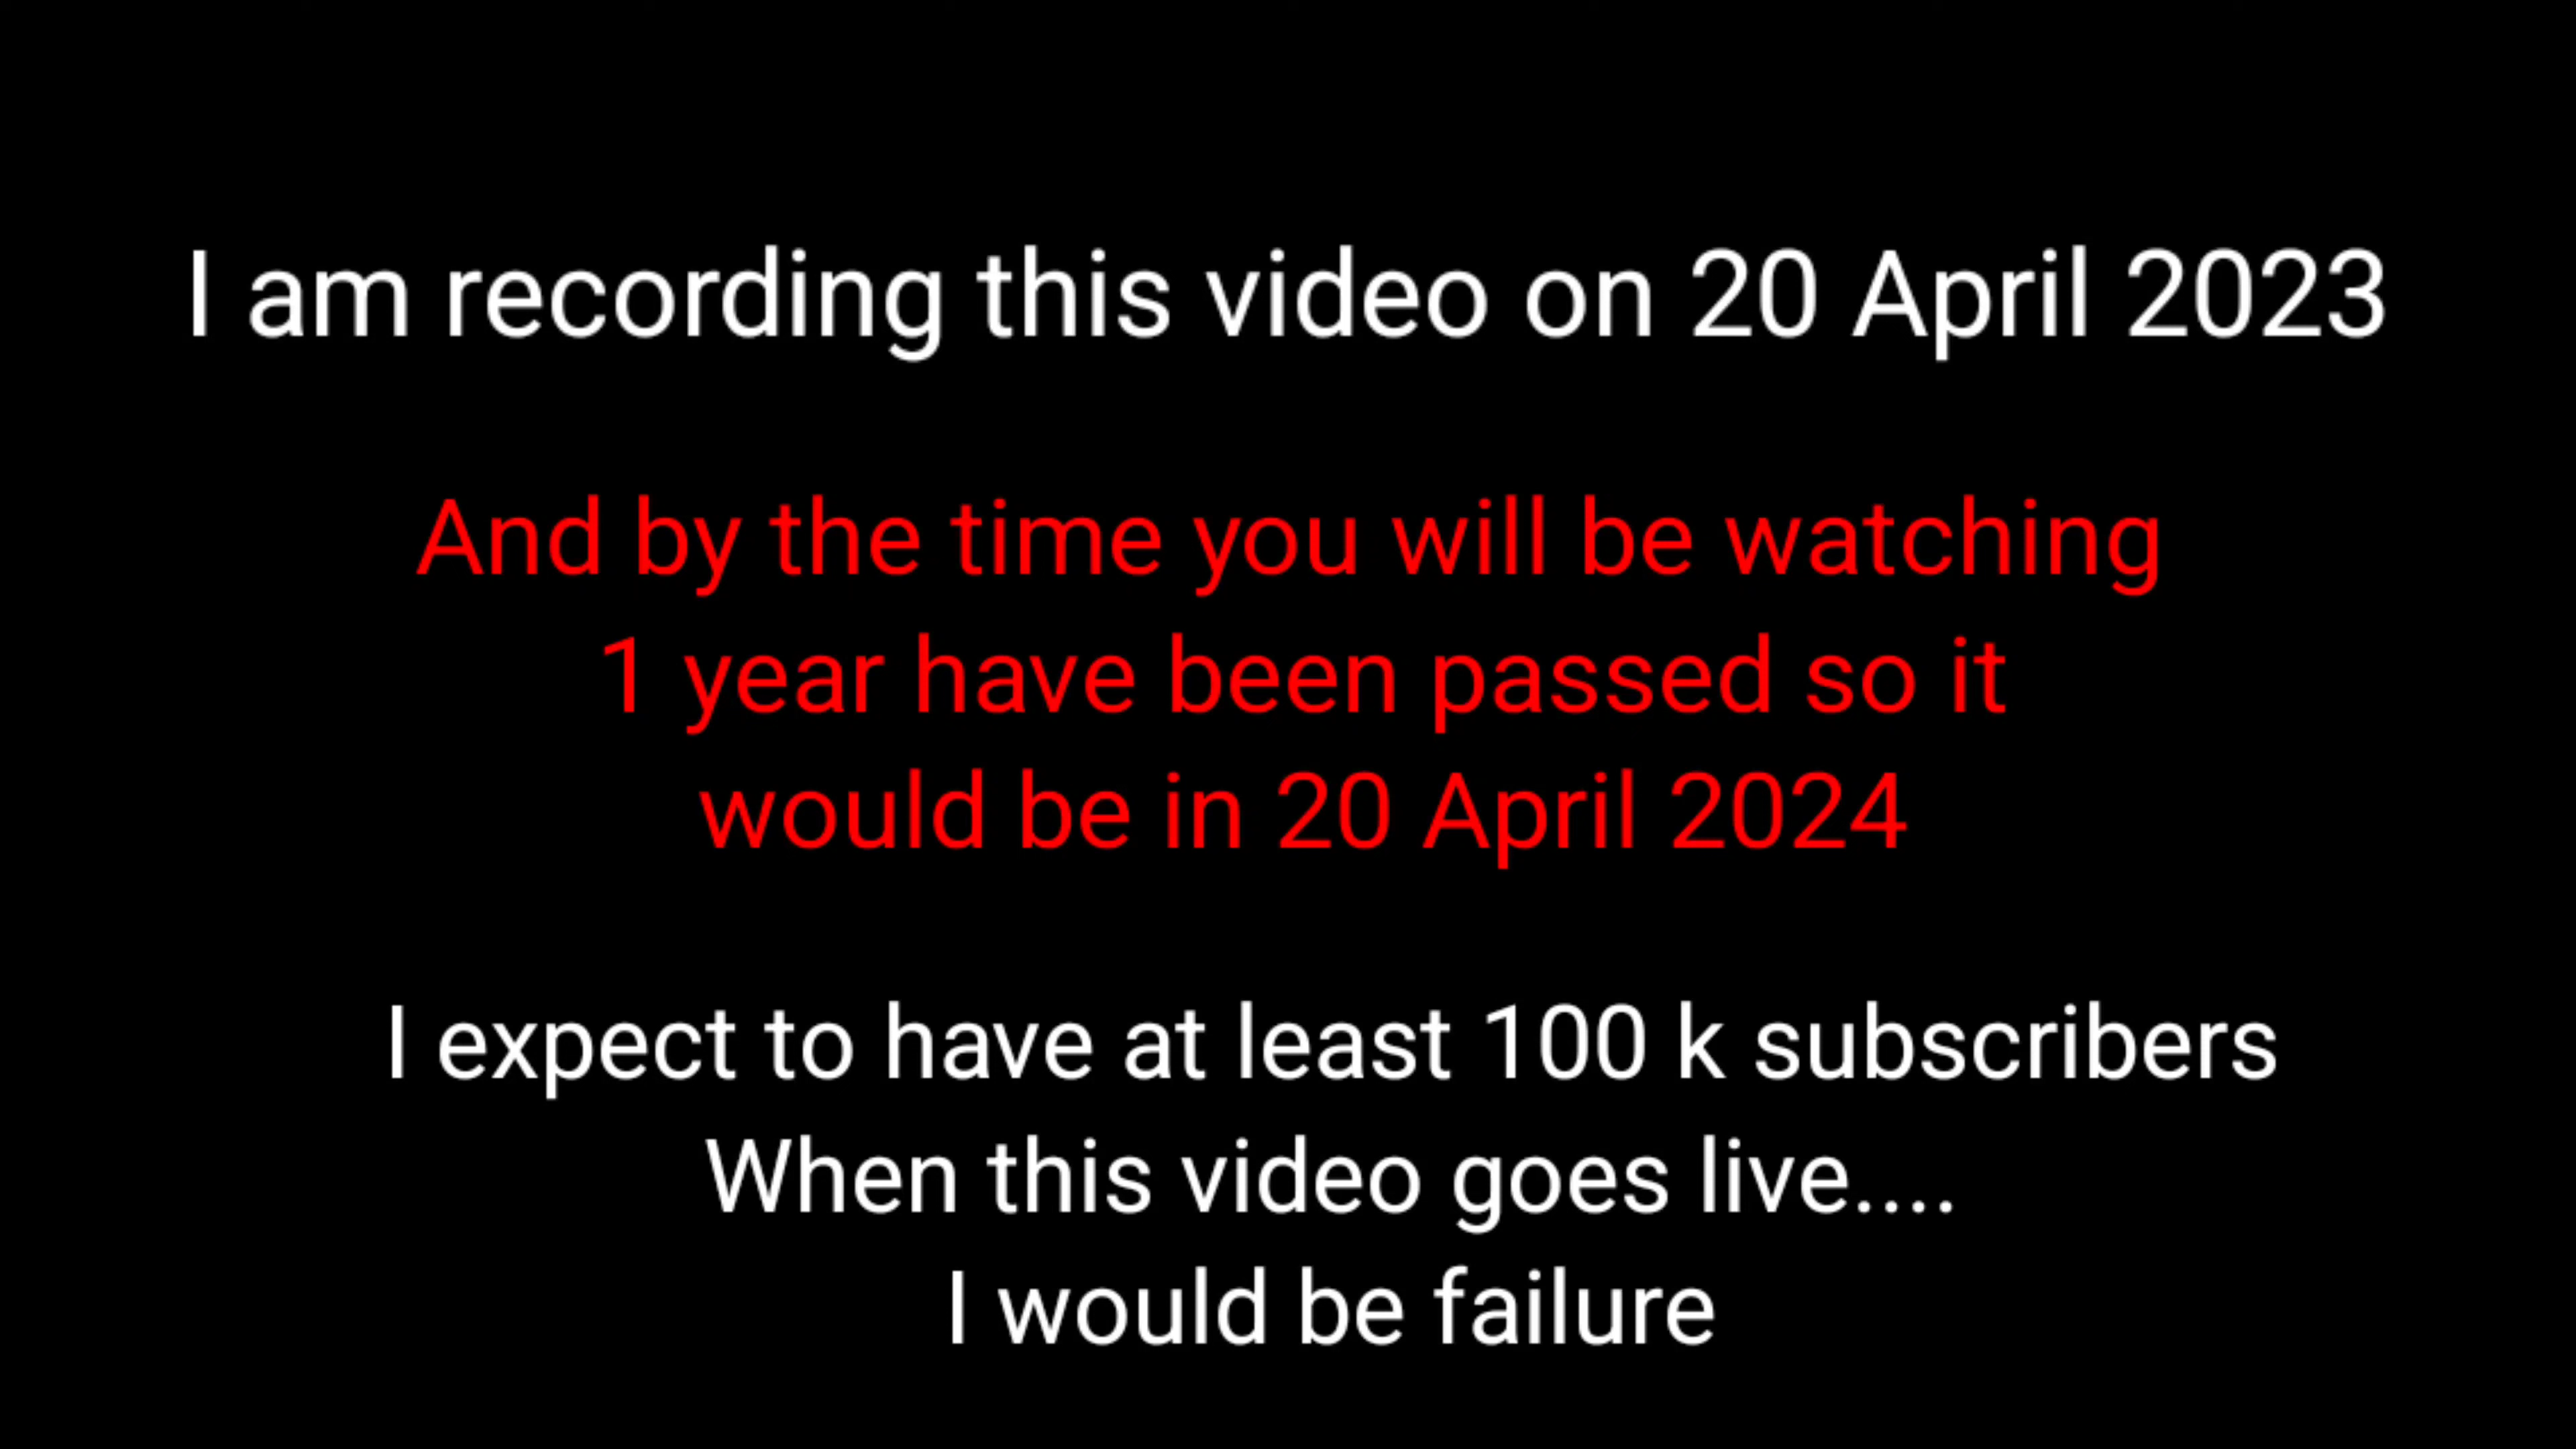 I am recording this video on 20 April 2023
And by the time you will be watching
1 year have been passed so it
would be in 20 April 2024
I expect to have at least 100 k subscribers
When this video goes live....
I would be failure